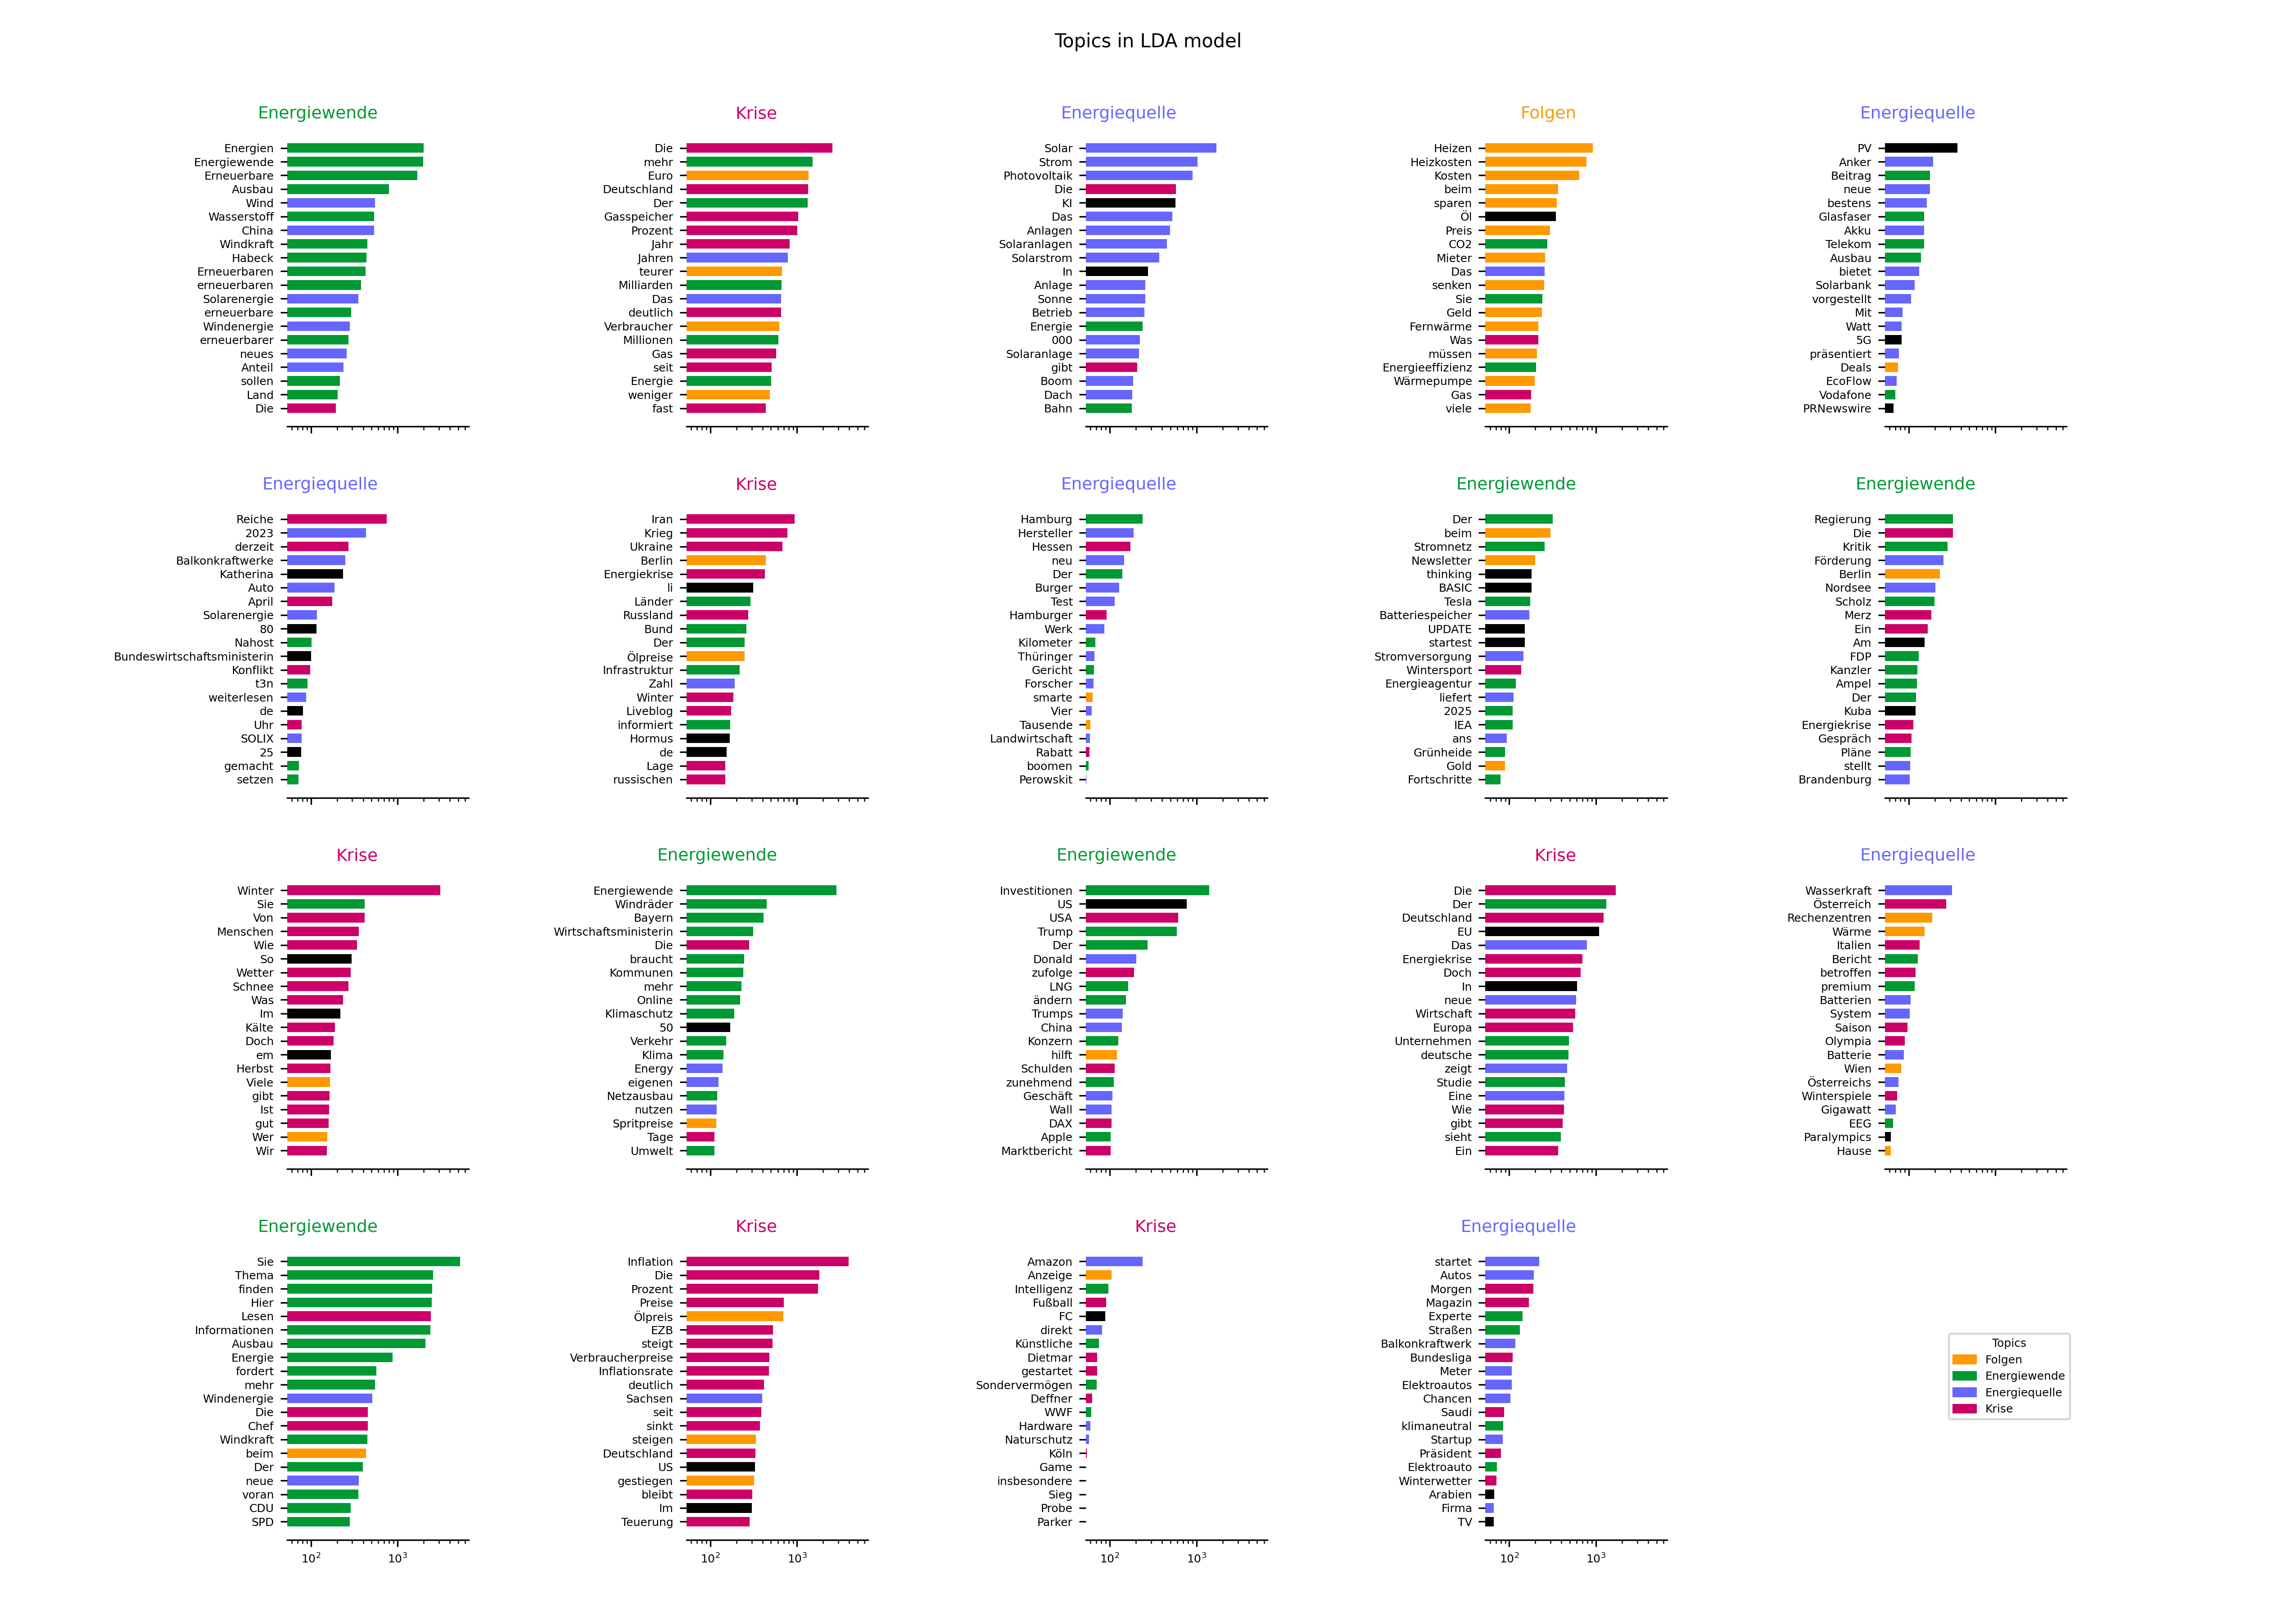 Topics in LDA model
Energiewende
Energien
Energiewende
Erneuerbare
Ausbau
Wind
Wasserstoff
China
Windkraft
Habeck
Erneuerbaren
erneuerbaren
Solarenergie
erneuerbare
Windenergie
erneuerbarer
neues
Anteil
sollen
Land
Die
Krise
Die
mehr
Euro
Deutschland
Der
Gasspeicher
Prozent
Jahr
Jahren
teurer
Milliarden
Das
deutlich
Verbraucher
Millionen
Gas
seit
Energie
weniger
fast
Energiequelle
Solar
Strom
Photovoltaik
Die
KI
Das
Anlagen
Solaranlagen
Solarstrom
In
Anlage
Sonne
Betrieb
Energie
000
Solaranlage
gibt
Boom
Dach
Bahn
Folgen
Heizen
Heizkosten
Kosten
beim
sparen
Öl
Preis
CO2
Mieter
Das
senken
Sie
Geld
Fernwärme
Was
müssen
Energieeffizienz
Wärmepumpe
Gas
viele
Energiequelle
PV
Anker
Beitrag
neue
bestens
Glasfaser
Akku
Telekom
Ausbau
bietet
Solarbank
vorgestellt
Mit
Watt
5G
präsentiert
Deals
EcoFlow
Vodafone
PRNewswire
Energiequelle
Reiche
2023
derzeit
Balkonkraftwerke
Katherina
Auto
April
Solarenergie
80
Nahost
Bundeswirtschaftsministerin
Konflikt
t3n
weiterlesen
de
Uhr
SOLIX
25
gemacht
setzen
Krise
Iran
Krieg
Ukraine
Berlin
Energiekrise
li
Länder
Russland
Bund
Der
Ölpreise
Infrastruktur
Zahl
Winter
Liveblog
informiert
Hormus
de
Lage
russischen
Energiequelle
Hamburg
Hersteller
Hessen
neu
Der
Burger
Test
Hamburger
Werk
Kilometer
Thüringer
Gericht
Forscher
smarte
Vier
Tausende
Landwirtschaft
Rabatt
boomen
Perowskit
Energiewende
Der
beim
Stromnetz
Newsletter
thinking
BASIC
Tesla
Batteriespeicher
UPDATE
startest
Stromversorgung
Wintersport
Energieagentur
liefert
2025
IEA
ans
Grünheide
Gold
Fortschritte
Energiewende
Regierung
Die
Kritik
Förderung
Berlin
Nordsee
Scholz
Merz
Ein
Am
FDP
Kanzler
Ampel
Der
Kuba
Energiekrise
Gespräch
Pläne
stellt
Brandenburg
Krise
Winter
Sie
Von
Menschen
Wie
So
Wetter
Schnee
Was
Im
Kälte
Doch
em
Herbst
Viele
gibt
Ist
gut
Wer
Wir
Energiewende
Energiewende
Windräder
Bayern
Wirtschaftsministerin
Die
braucht
Kommunen
mehr
Online
Klimaschutz
50
Verkehr
Klima
Energy
eigenen
Netzausbau
nutzen
Spritpreise
Tage
Umwelt
Energiewende
Investitionen
US
USA
Trump
Der
Donald
zufolge
LNG
ändern
Trumps
China
Konzern
hilft
Schulden
zunehmend
Geschäft
Wall
DAX
Apple
Marktbericht
Krise
Die
Der
Deutschland
EU
Das
Energiekrise
Doch
In
neue
Wirtschaft
Europa
Unternehmen
deutsche
zeigt
Studie
Eine
Wie
gibt
sieht
Ein
Energiequelle
Wasserkraft
Österreich
Rechenzentren
Wärme
Italien
Bericht
betroffen
premium
Batterien
System
Saison
Olympia
Batterie
Wien
Österreichs
Winterspiele
Gigawatt
EEG
Paralympics
Hause
Energiewende
Sie
Thema
finden
Hier
Lesen
Informationen
Ausbau
Energie
fordert
mehr
Windenergie
Die
Chef
Windkraft
beim
Der
neue
voran
CDU
SPD
10² 10³
Krise
Inflation
Die
Prozent
Preise
Ölpreis
EZB
steigt
Verbraucherpreise
Inflationsrate
deutlich
Sachsen
seit
sinkt
steigen
Deutschland
US
gestiegen
bleibt
Im
Teuerung
10² 10³
Krise
Amazon
Anzeige
Intelligenz
Fußball
FC
direkt
Künstliche
Dietmar
gestartet
Sondervermögen
Deffner
WWF
Hardware
Naturschutz
Köln
Game
insbesondere
Sieg
Probe
Parker
10² 10³
Energiequelle
startet
Autos
Morgen
Magazin
Experte
Straßen
Balkonkraftwerk
Bundesliga
Meter
Elektroautos
Chancen
Saudi
klimaneutral
Startup
Präsident
Elektroauto
Winterwetter
Arabien
Firma
TV
10² 10³
Topics
Folgen
Energiewende
Energiequelle
Krise